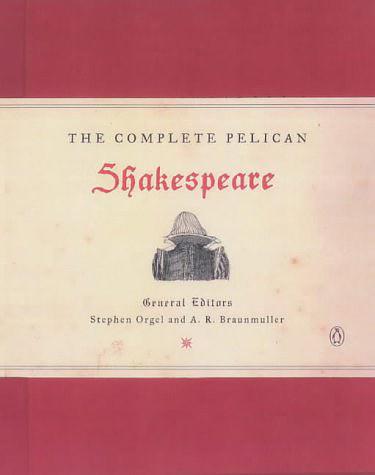 THE COMPLETE PELICAN
Shakespeare
General Editors
Stephen Orgel and A. R. Braunmuller